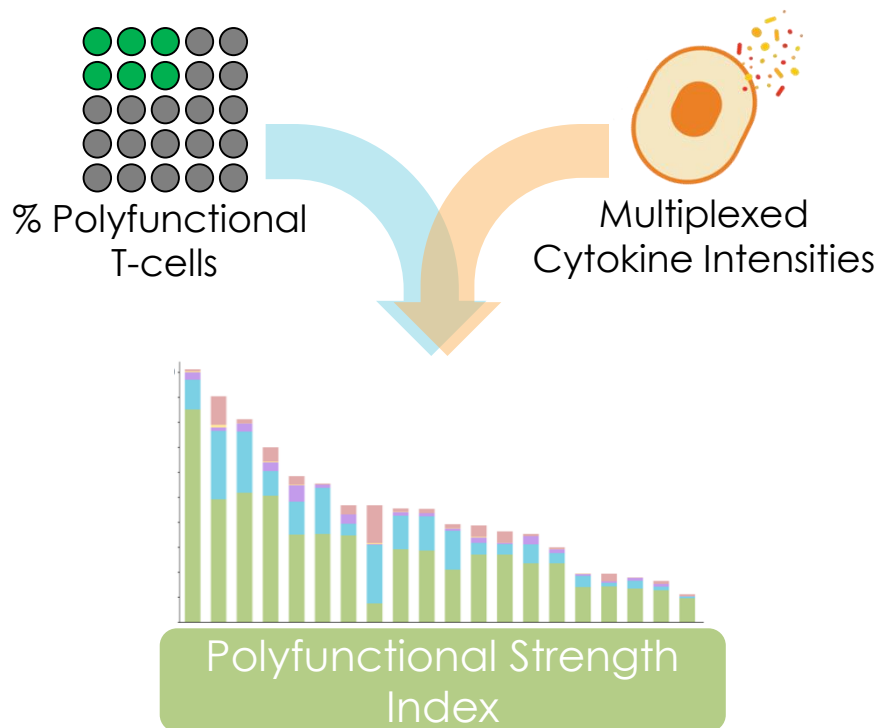 % Polyfunctional
T-cells
Multiplexed
Cytokine Intensities
Polyfunctional Strength
Index